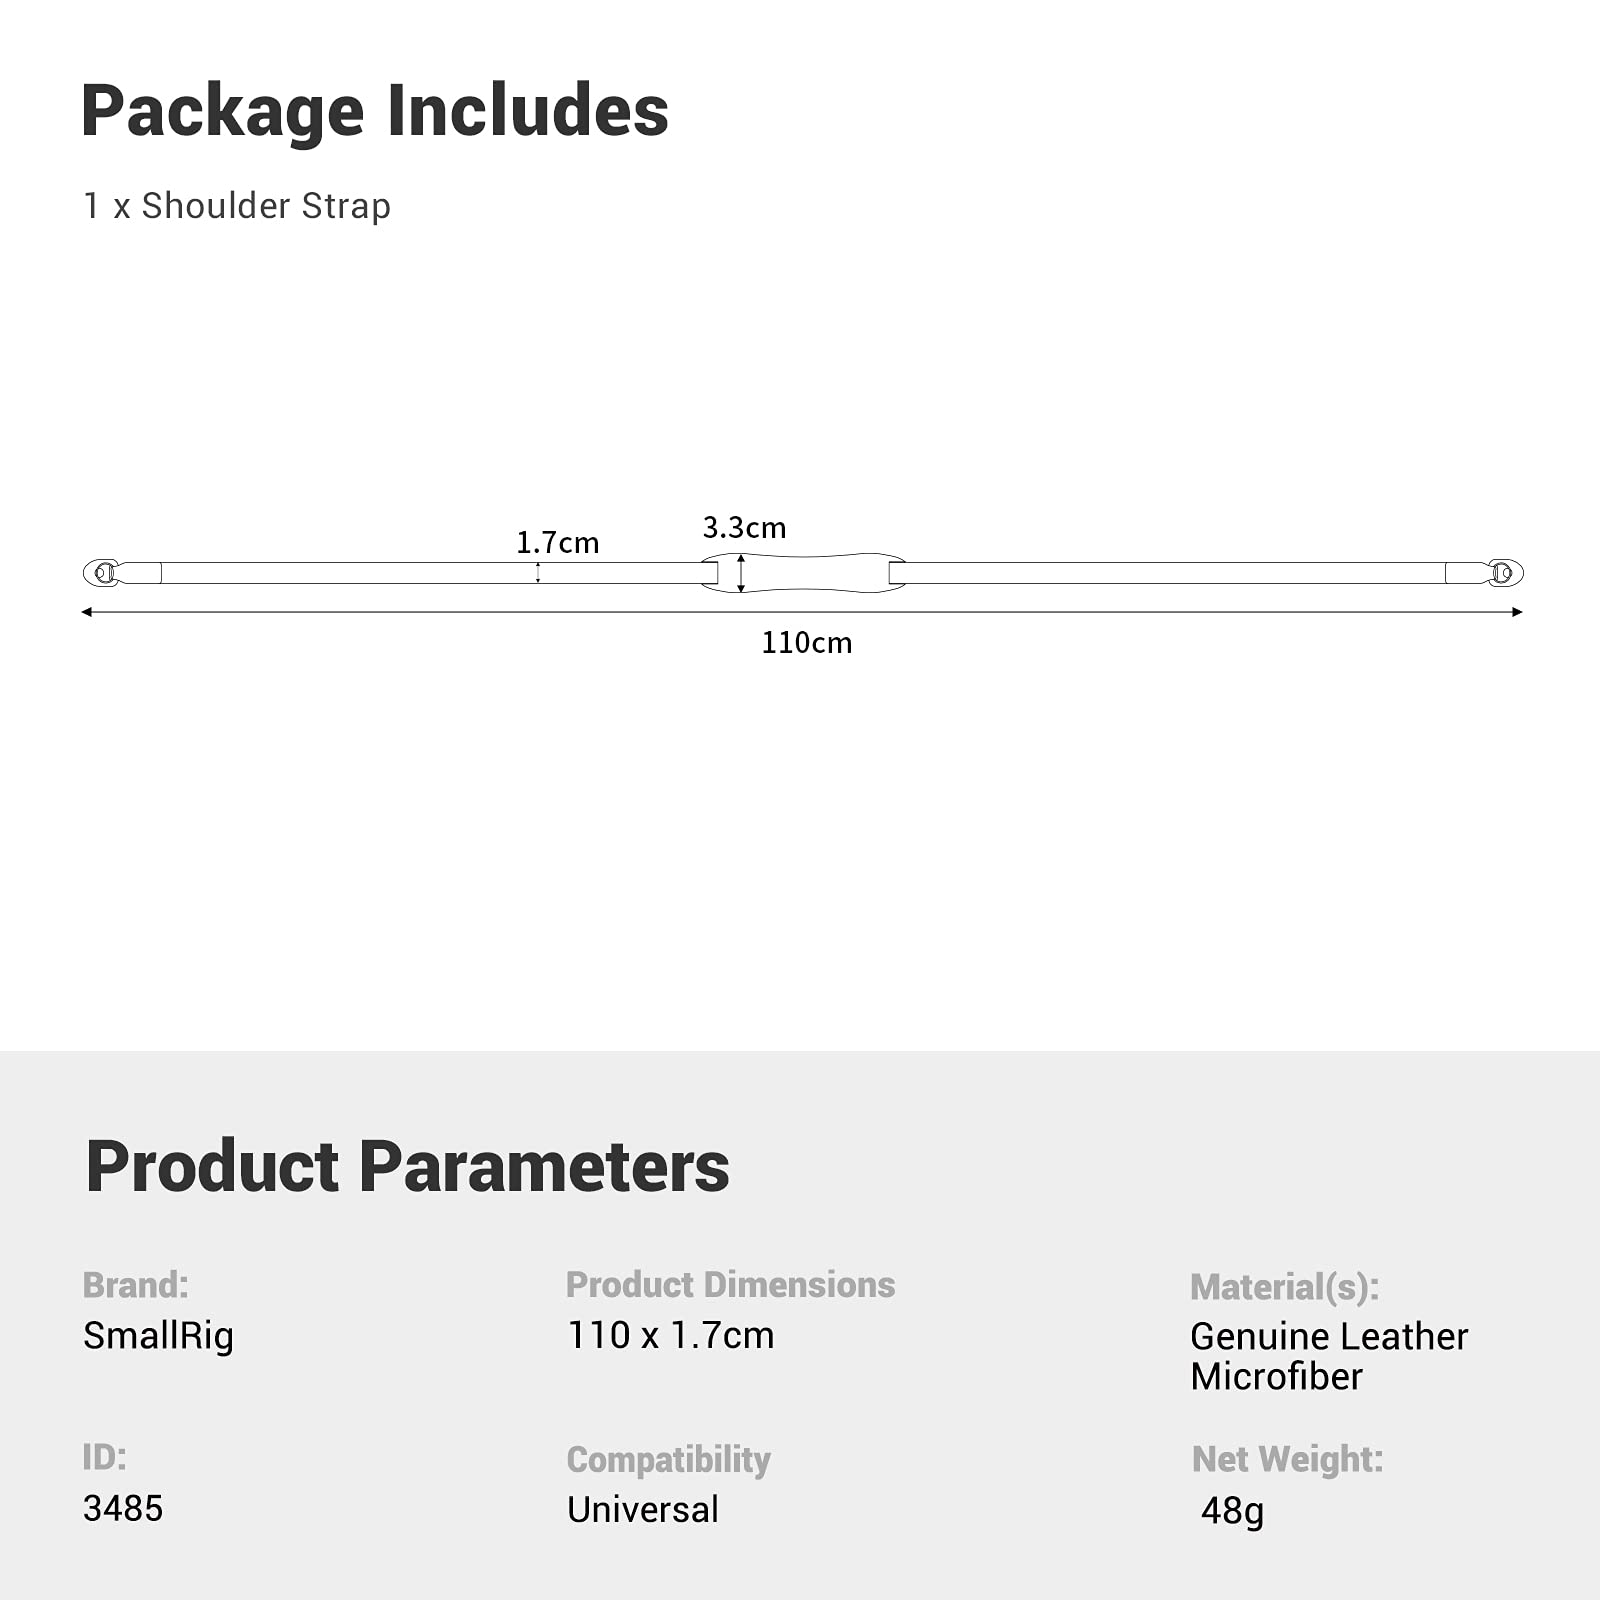 Package Includes
1 x Shoulder Strap
1.7cm
3.3cm
110cm
Product Parameters
Brand:
SmallRig
Product Dimensions
110 x 1.7cm
Material(s):
Genuine Leather
Microfiber
ID:
3485
Compatibility
Universal
Net Weight:
48g